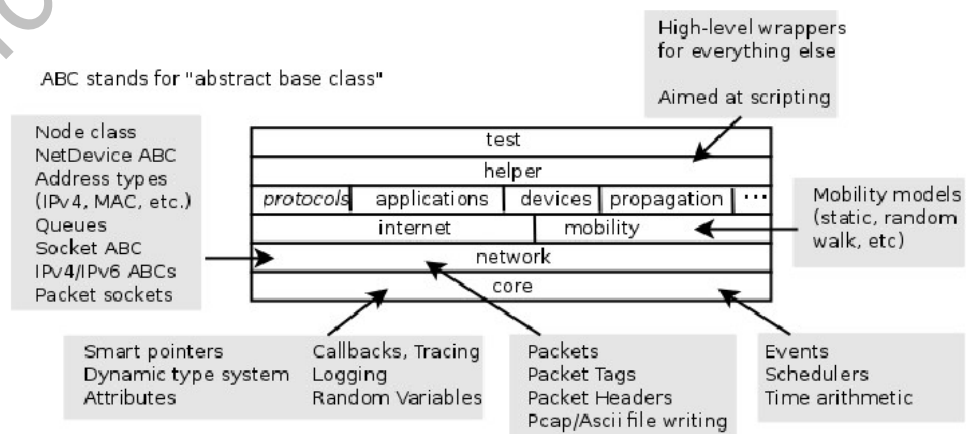 High-level wrappers
for everything else
Aimed at scripting
ABC stands for "abstract base class"
Node class
NetDevice ABC
Address types
(IPv4, MAC, etc.)
Queues
Socket ABC
IPv4/IPv6 ABCs
Packet sockets
test
helper
protocols applications devices propagation ...
internet mobility
network
core
Mobility models
(static, random
walk, etc)
Smart pointers Callbacks, Tracing
Dynamic type system Logging
Attributes Random Variables
Packets
Packet Tags
Packet Headers
Pcap/Ascii file writing
Events
Schedulers
Time arithmetic